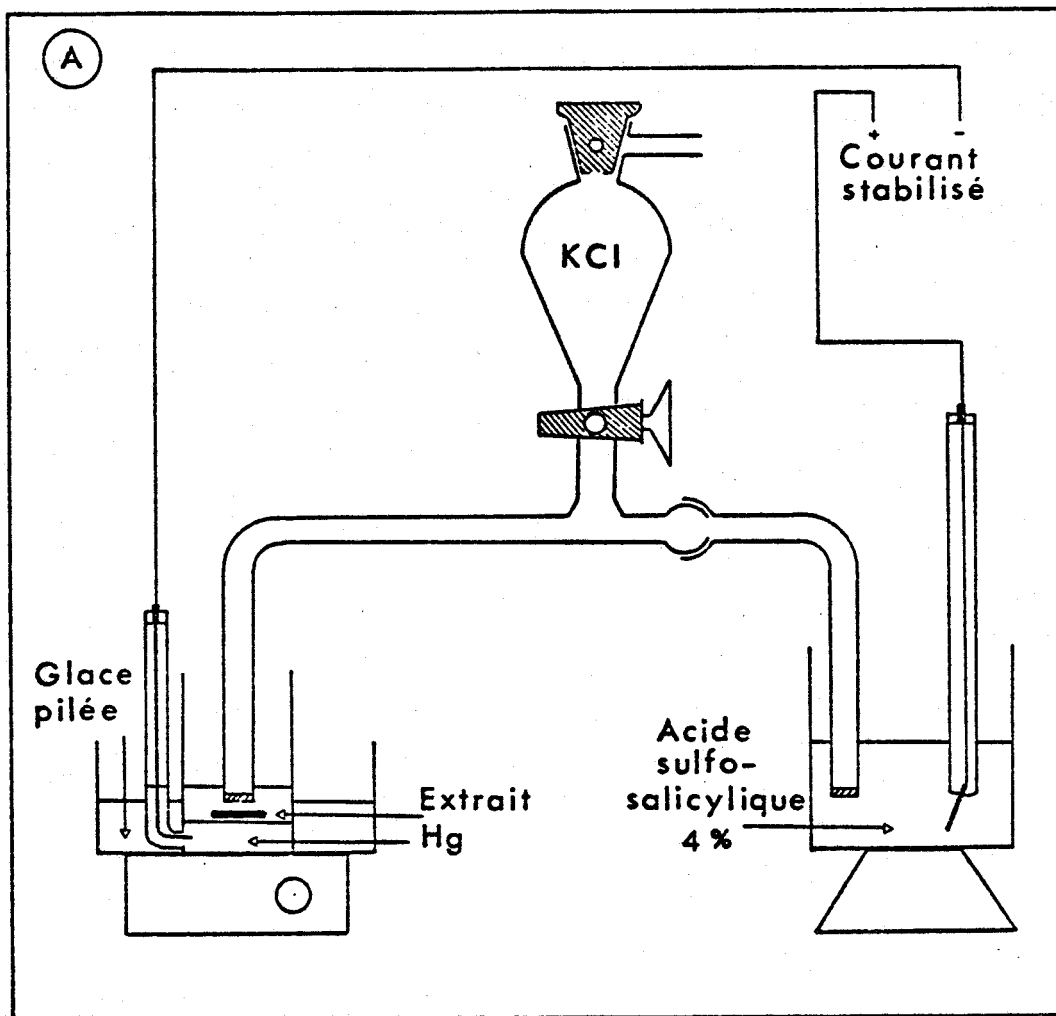 A
+ -
Courant
stabilisé
KCl
Glace
pilée
Extrait
Hg
Acide
sulfo-
salicylique
4 %